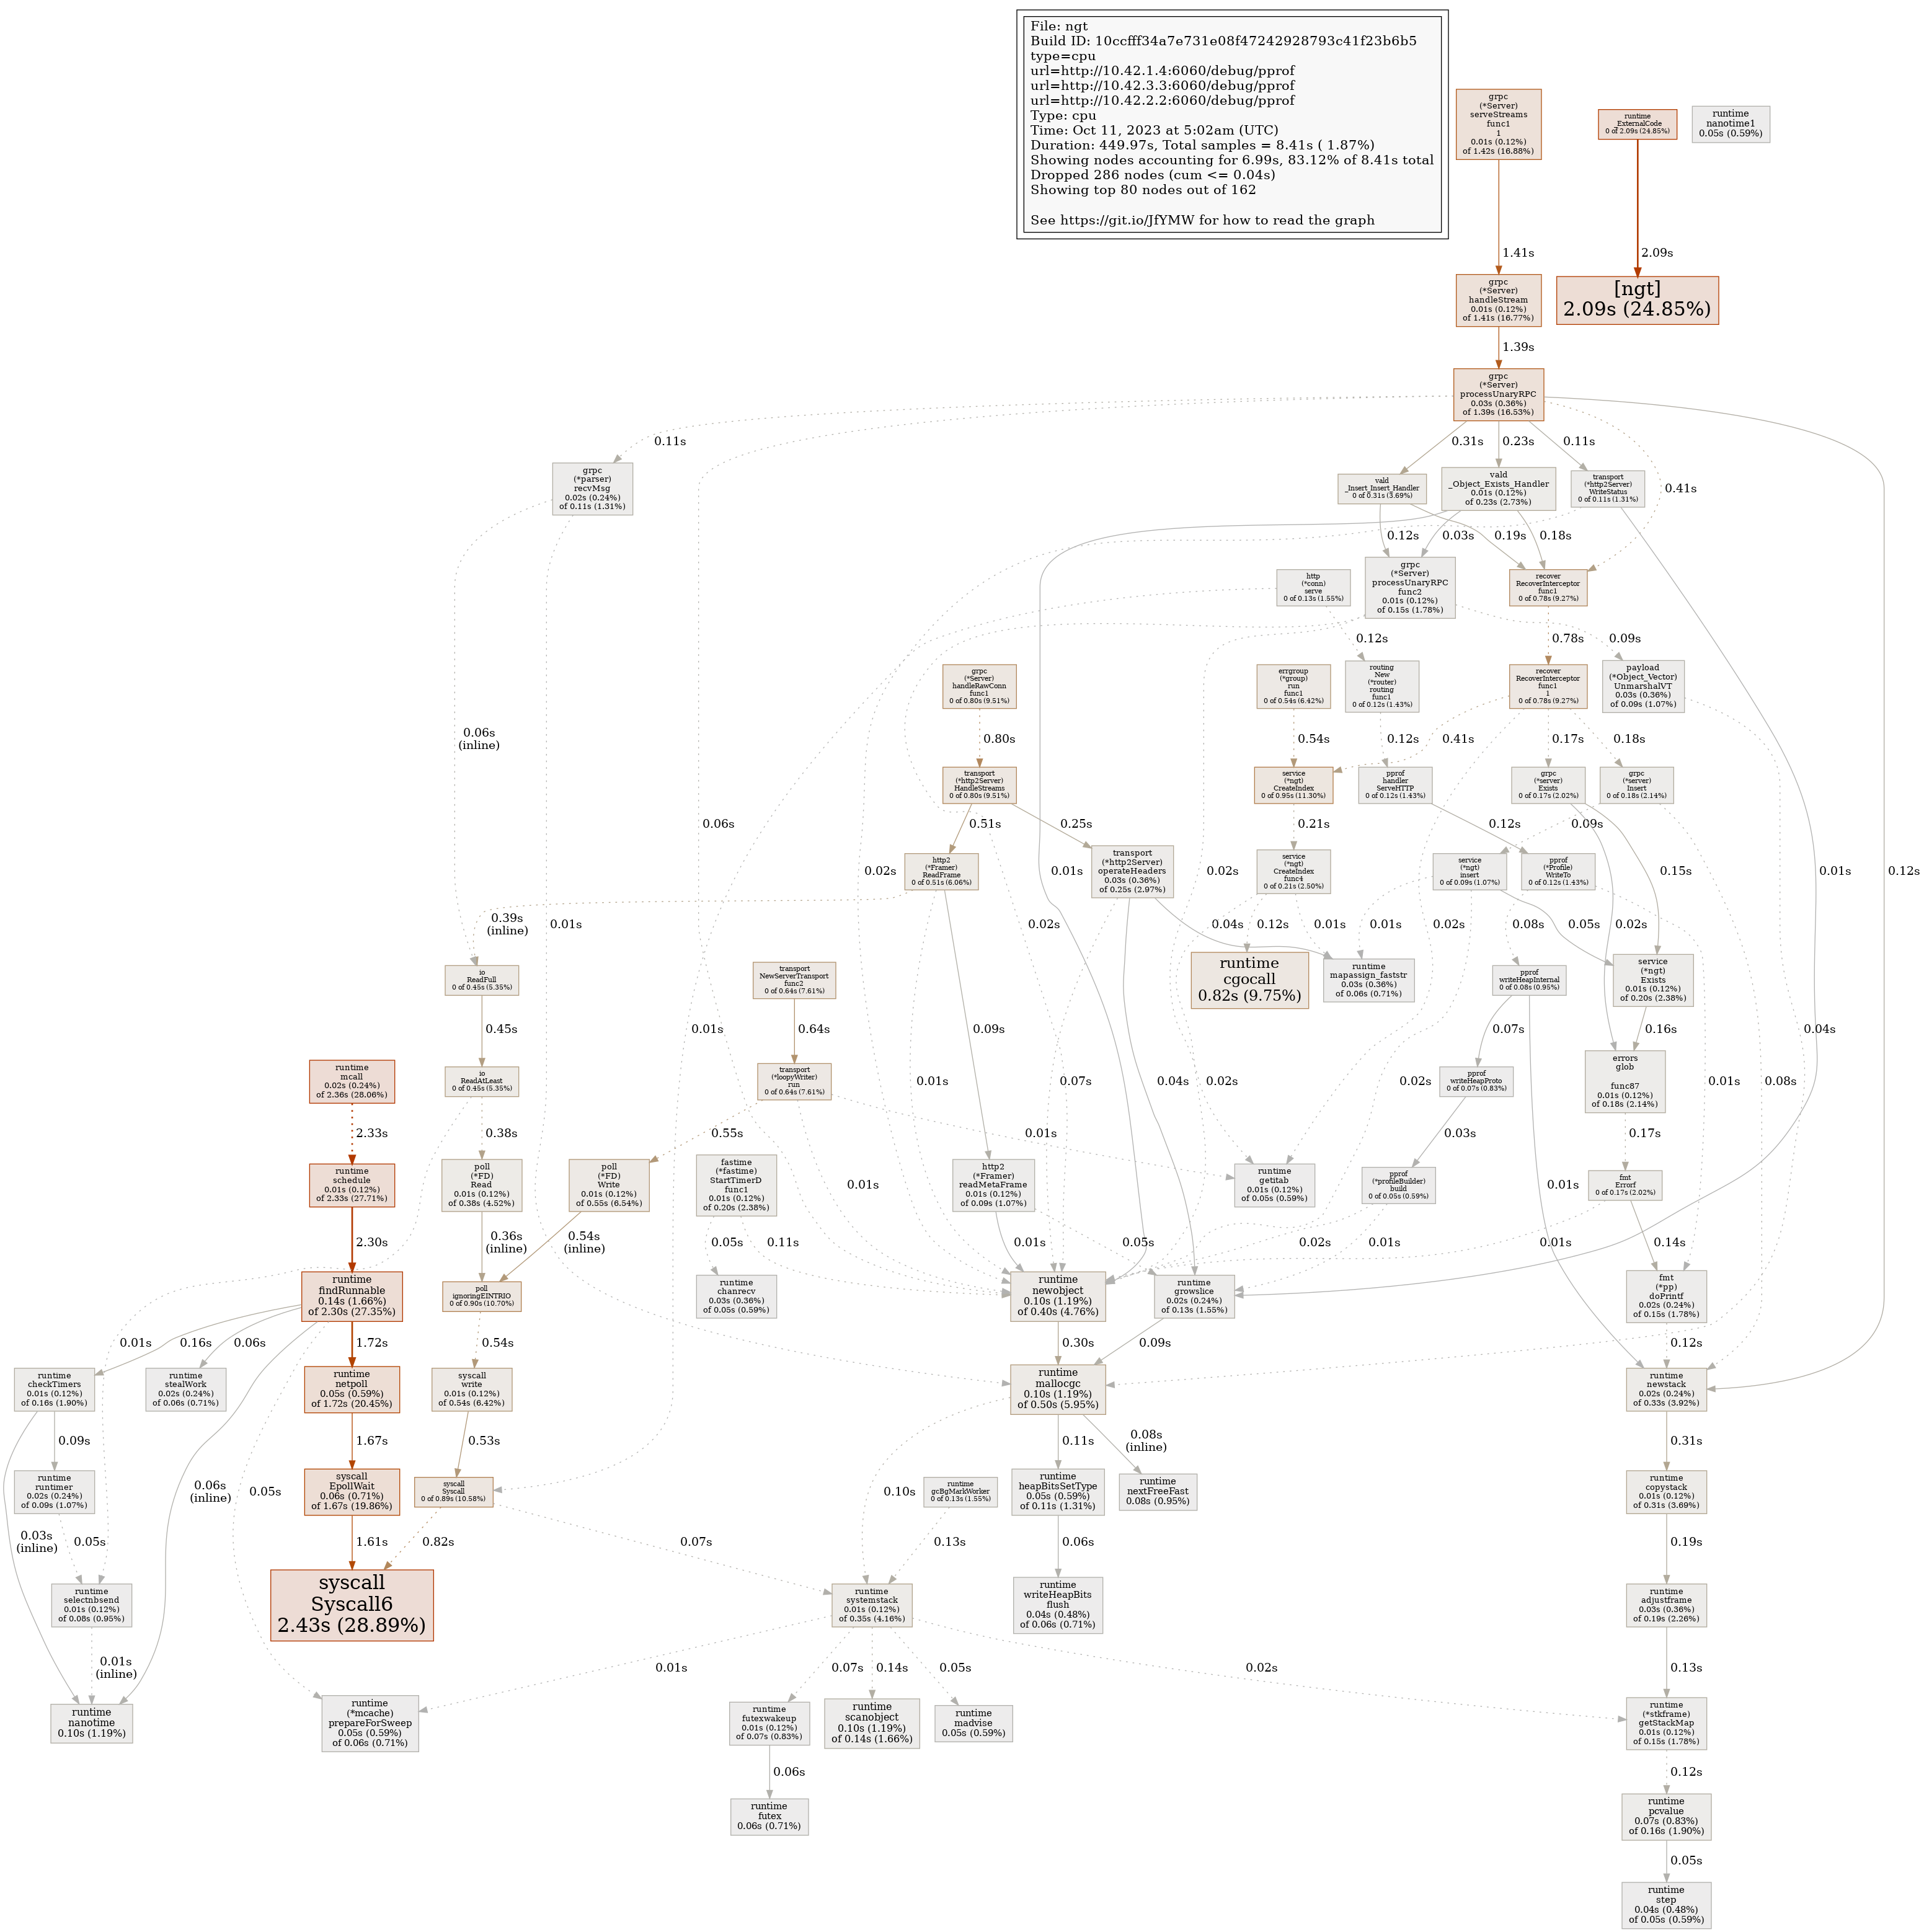 File: ngt
Build ID: 10ccfff34a7e731e08f47242928793c41f23b6b5
type=cpu
url=http://10.42.1.4:6060/debug/pprof
url=http://10.42.3.3:6060/debug/pprof
url=http://10.42.2.2:6060/debug/pprof
Type: cpu
Time: Oct 11, 2023 at 5:02am (UTC)
Duration: 449.97s, Total samples = 8.41s ( 1.87%)
Showing nodes accounting for 6.99s, 83.12% of 8.41s total
Dropped 286 nodes (cum <= 0.04s)
Showing top 80 nodes out of 162
See https://git.io/JfYMW for how to read the graph
grpc
(*Server)
serveStreams
func1
1
0.01s (0.12%)
of 1.42s (16.88%)
runtime
_ExternalCode
0 of 2.09s (24.85%)
runtime
nanotime1
0.05s (0.59%)
1.41s
2.09s
grpc
(*Server)
handleStream
0.01s (0.12%)
of 1.41s (16.77%)
[ngt]
2.09s (24.85%)
1.39s
grpc
(*Server)
processUnaryRPC
0.03s (0.36%)
of 1.39s (16.53%)
0.11s
0.31s
0.23s
0.11s
0.41s
grpc
(*parser)
recvMsg
0.02s (0.24%)
of 0.11s (1.31%)
vald
_Insert_Insert_Handler
0 of 0.31s (3.69%)
vald
_Object_Exists_Handler
0.01s (0.12%)
of 0.23s (2.73%)
transport
(*http2Server)
WriteStatus
0 of 0.11s (1.31%)
0.12s
0.03s
0.19s
0.18s
http
(*conn)
serve
0 of 0.13s (1.55%)
grpc
(*Server)
processUnaryRPC
func2
0.01s (0.12%)
of 0.15s (1.78%)
recover
RecoverInterceptor
func1
0 of 0.78s (9.27%)
0.12s
0.78s
0.09s
grpc
(*Server)
handleRawConn
func1
0 of 0.80s (9.51%)
errgroup
(*group)
run
func1
0 of 0.54s (6.42%)
routing
New
(*router)
routing
func1
0 of 0.12s (1.43%)
recover
RecoverInterceptor
func1
1
0 of 0.78s (9.27%)
payload
(*Object_Vector)
UnmarshalVT
0.03s (0.36%)
of 0.09s (1.07%)
0.06s
(inline)
0.80s
0.54s
0.12s
0.41s
0.17s
0.18s
transport
(*http2Server)
HandleStreams
0 of 0.80s (9.51%)
service
(*ngt)
CreateIndex
0 of 0.95s (11.30%)
pprof
handler
ServeHTTP
0 of 0.12s (1.43%)
grpc
(*server)
Exists
0 of 0.17s (2.02%)
grpc
(*server)
Insert
0 of 0.18s (2.14%)
0.06s
0.51s
0.25s
0.21s
0.12s
0.09s
http2
(*Framer)
ReadFrame
0 of 0.51s (6.06%)
transport
(*http2Server)
operateHeaders
0.03s (0.36%)
of 0.25s (2.97%)
service
(*ngt)
CreateIndex
func4
0 of 0.21s (2.50%)
service
(*ngt)
insert
0 of 0.09s (1.07%)
pprof
(*Profile)
WriteTo
0 of 0.12s (1.43%)
0.02s
0.01s
0.02s
0.15s
0.01s
0.12s
0.39s
(inline)
0.01s
0.02s
0.04s
0.12s
0.01s
0.02s
0.01s
0.08s
0.05s
0.02s
io
ReadFull
0 of 0.45s (5.35%)
transport
NewServerTransport
func2
0 of 0.64s (7.61%)
runtime
cgocall
0.82s (9.75%)
runtime
mapassign_faststr
0.03s (0.36%)
of 0.06s (0.71%)
pprof
writeHeapInternal
0 of 0.08s (0.95%)
service
(*ngt)
Exists
0.01s (0.12%)
of 0.20s (2.38%)
0.45s
0.01s
0.64s
0.09s
0.07s
0.16s
0.04s
runtime
mcall
0.02s (0.24%)
of 2.36s (28.06%)
io
ReadAtLeast
0 of 0.45s (5.35%)
transport
(*loopyWriter)
run
0 of 0.64s (7.61%)
pprof
writeHeapProto
0 of 0.07s (0.83%)
errors
glob

func87
0.01s (0.12%)
of 0.18s (2.14%)
0.01s
0.07s
0.04s
0.02s
0.02s
0.01s
0.08s
2.33s
0.38s
0.55s
0.01s
0.03s
0.17s
runtime
schedule
0.01s (0.12%)
of 2.33s (27.71%)
poll
(*FD)
Read
0.01s (0.12%)
of 0.38s (4.52%)
poll
(*FD)
Write
0.01s (0.12%)
of 0.55s (6.54%)
fastime
(*fastime)
StartTimerD
func1
0.01s (0.12%)
of 0.20s (2.38%)
http2
(*Framer)
readMetaFrame
0.01s (0.12%)
of 0.09s (1.07%)
runtime
getitab
0.01s (0.12%)
of 0.05s (0.59%)
pprof
(*profileBuilder)
build
0 of 0.05s (0.59%)
fmt
Errorf
0 of 0.17s (2.02%)
0.01s
2.30s
0.36s
(inline)
0.54s
(inline)
0.05s
0.11s
0.01s
0.05s
0.02s
0.01s
0.01s
0.01s
0.14s
runtime
findRunnable
0.14s (1.66%)
of 2.30s (27.35%)
poll
ignoringEINTRIO
0 of 0.90s (10.70%)
runtime
chanrecv
0.03s (0.36%)
of 0.05s (0.59%)
runtime
newobject
0.10s (1.19%)
of 0.40s (4.76%)
runtime
growslice
0.02s (0.24%)
of 0.13s (1.55%)
fmt
(*pp)
doPrintf
0.02s (0.24%)
of 0.15s (1.78%)
0.01s
0.16s
0.06s
1.72s
0.54s
0.30s
0.09s
0.12s
runtime
checkTimers
0.01s (0.12%)
of 0.16s (1.90%)
runtime
stealWork
0.02s (0.24%)
of 0.06s (0.71%)
runtime
netpoll
0.05s (0.59%)
of 1.72s (20.45%)
syscall
write
0.01s (0.12%)
of 0.54s (6.42%)
runtime
mallocgc
0.10s (1.19%)
of 0.50s (5.95%)
runtime
newstack
0.02s (0.24%)
of 0.33s (3.92%)
0.09s
1.67s
0.53s
0.11s
0.08s
(inline)
0.31s
runtime
runtimer
0.02s (0.24%)
of 0.09s (1.07%)
0.06s
(inline)
0.05s
syscall
EpollWait
0.06s (0.71%)
of 1.67s (19.86%)
syscall
Syscall
0 of 0.89s (10.58%)
0.10s
runtime
gcBgMarkWorker
0 of 0.13s (1.55%)
runtime
heapBitsSetType
0.05s (0.59%)
of 0.11s (1.31%)
runtime
nextFreeFast
0.08s (0.95%)
runtime
copystack
0.01s (0.12%)
of 0.31s (3.69%)
0.03s
(inline)
0.05s
1.61s
0.82s
0.07s
0.13s
0.06s
0.19s
runtime
selectnbsend
0.01s (0.12%)
of 0.08s (0.95%)
syscall
Syscall6
2.43s (28.89%)
runtime
systemstack
0.01s (0.12%)
of 0.35s (4.16%)
runtime
writeHeapBits
flush
0.04s (0.48%)
of 0.06s (0.71%)
runtime
adjustframe
0.03s (0.36%)
of 0.19s (2.26%)
0.01s
(inline)
0.01s
0.07s
0.14s
0.05s
0.02s
0.13s
runtime
nanotime
0.10s (1.19%)
runtime
(*mcache)
prepareForSweep
0.05s (0.59%)
of 0.06s (0.71%)
runtime
futexwakeup
0.01s (0.12%)
of 0.07s (0.83%)
runtime
scanobject
0.10s (1.19%)
of 0.14s (1.66%)
runtime
madvise
0.05s (0.59%)
runtime
(*stkframe)
getStackMap
0.01s (0.12%)
of 0.15s (1.78%)
0.06s
0.12s
runtime
futex
0.06s (0.71%)
runtime
pcvalue
0.07s (0.83%)
of 0.16s (1.90%)
0.05s
runtime
step
0.04s (0.48%)
of 0.05s (0.59%)